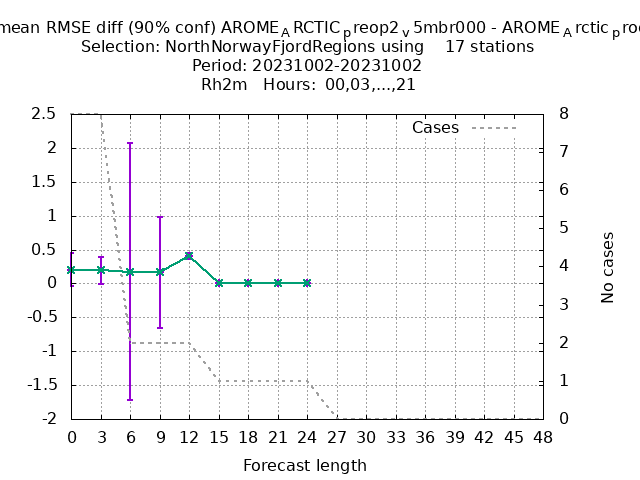 mean RMSE diff (90% conf) AROME_ARCTIC_preop2_v5mbr000 - AROME_Arctic_pro
Selection: NorthNorwayFjordRegions using 17 stations
Period: 20231002-20231002
Rh2m Hours: 00,03,...,21
Cases
2.5
2
1.5
1
0.5
0
-0.5
-1
-1.5
-2
8
7
6
5
4
3
2
1
0
No cases
0 3 6 9 12 15 18 21 24 27 30 33 36 39 42 45 48
Forecast length